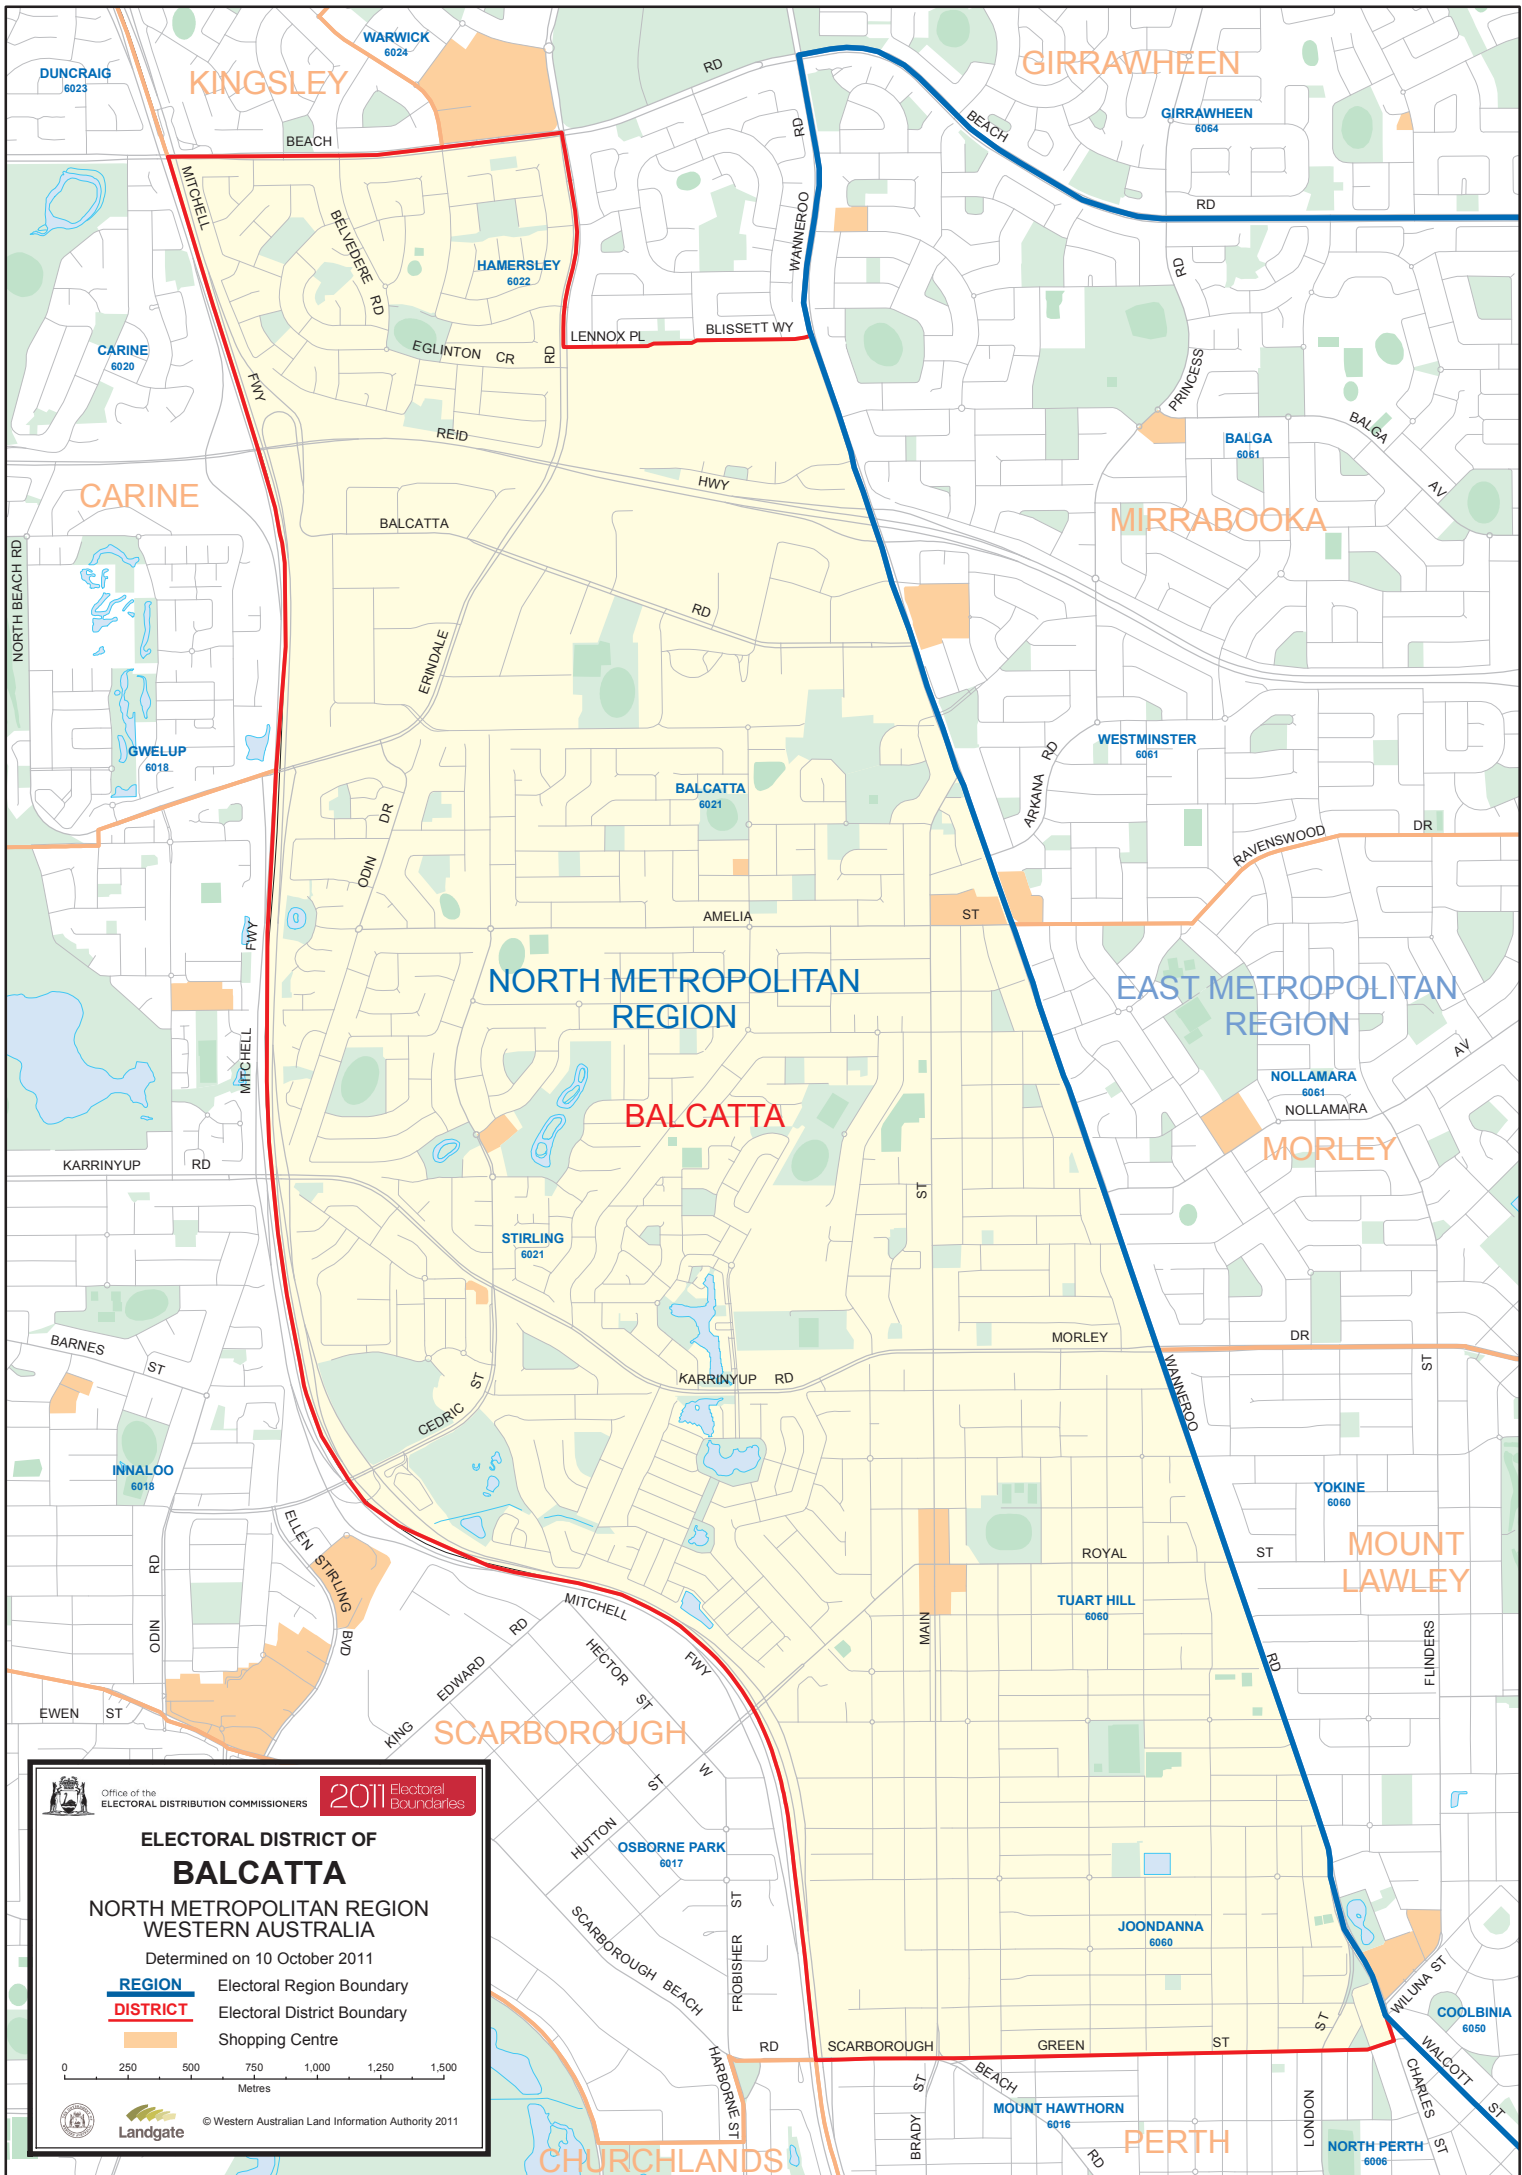 WARWICK
6024
DUNCRAIG
6023
KINGSLEY
GIRRAWHEEN
GIRRAWHEEN
6064
RD
BEACH
RD
BEACH
RD
MITCHELL
BELVEDERE
RD
HAMERSLEY
6022
WANNEROO
RD
LENNOX PL
BLISSETT WY
EGLINTON CR
RD
CARINE
6020
FWY
PRINCESS
REID
HWY
BALGA
6061
BALGA
AV
CARINE
MIRRABOOKA
BALCATTA
RD
NORTH BEACH RD
ERINDALE
GWELUP
6018
WESTMINSTER
6061
ARKANA RD
BALCATTA
6021
ODIN DR
RAVENSWOOD
DR
AMELIA
ST
FWY
NORTH METROPOLITAN
REGION
EAST METROPOLITAN
REGION
MITCHELL
AV
NOLLAMARA
6061
NOLLAMARA
MORLEY
BALCATTA
KARRINYUP RD
ST
STIRLING
6021
MORLEY
DR
BARNES
ST
ST
WANNEROO
KARRINYUP RD
ST
CEDRIC
INNALOO
6018
YOKINE
6060
MOUNT
LAWLEY
ELLEN STIRLING BVD
ROYAL
ST
TUART HILL
6060
RD
ODIN
MITCHELL
FWY
MAIN
FLINDERS
RD
EDWARD
KING
HECTOR
ST
W
EWEN ST
SCARBOROUGH
HUTTON
ST
OSBORNE PARK
6017
ST
FROBISHER
SCARBOROUGH BEACH
RD
JOONDANNA
6060
WILUNA ST
COOLBINIA
6050
SCARBOROUGH
GREEN
ST
ST
WALCOTT
ST
HARBORNE ST
ST
BRADY
BEACH
RD
MOUNT HAWTHORN
6016
PERTH
LONDON
CHARLES
ST
NORTH PERTH
6006
CHURCHLANDS
Office of the
ELECTORAL DISTRIBUTION COMMISSIONERS
2011 Electoral
Boundaries
ELECTORAL DISTRICT OF
BALCATTA
NORTH METROPOLITAN REGION
WESTERN AUSTRALIA
Determined on 10 October 2011
REGION Electoral Region Boundary
DISTRICT Electoral District Boundary
Shopping Centre
0 250 500 750 1,000 1,250 1,500
Metres
Landgate
© Western Australian Land Information Authority 2011